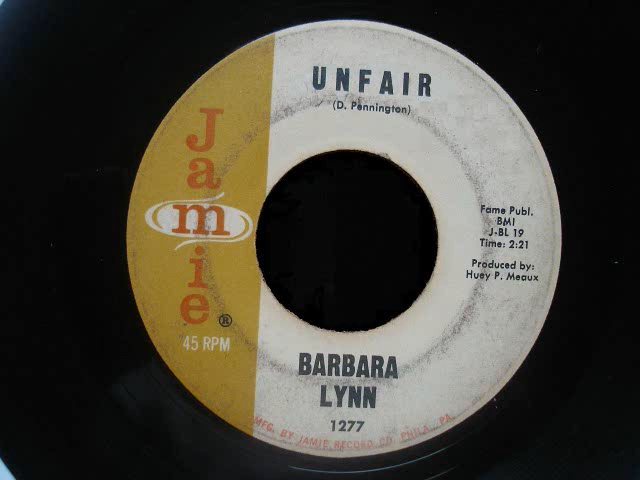 UNFAIR
(D. Pennington)
Jamie
®
45 RPM
Fame Publ.
BMI
J-BL 19
Time: 2:21
Produced by:
Huey P. Meaux
BARBARA
LYNN
1277
MFG. BY JAMIE RECORD CO. PHILA. PA.